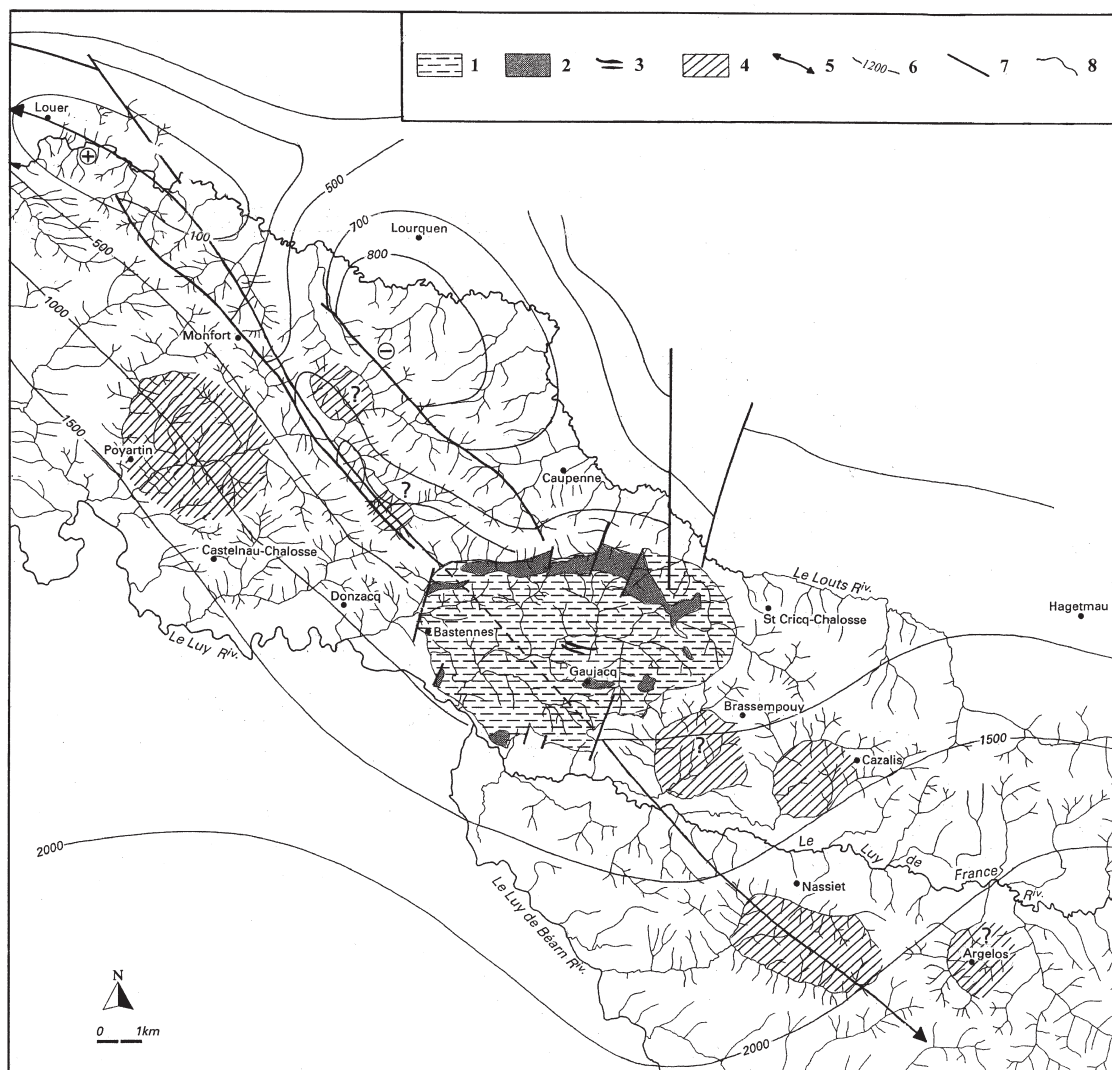 1 2 3 4 5 1200 6 7 8
Louer
+
500
700
Lourquen
100
800
500
1000
Monfort
−
?
1500
Poyartin
?
Caupenne
Castelnau-Chalosse
Le Louts Riv.
Donzacq
St Cricq-Chalosse
Hagetmau
Bastennes
Le Luy Riv.
Gaujacq
Brassempouy
?
1500
Cazalis
2000
Le Luy de France Riv.
Nassiet
Le Luy de Béarn Riv.
?
Argelos
N
0 1km
2000